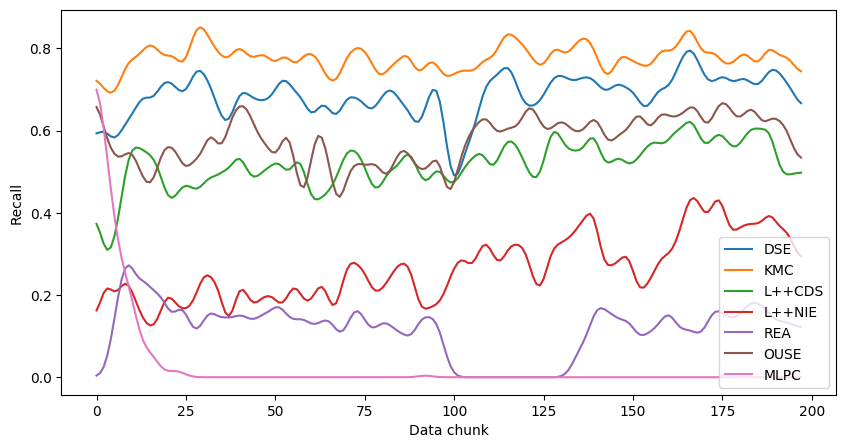 0.8
0.6
0.4
0.2
0.0
Recall
0
25
50
75
100
125
150
175
200
Data chunk
DSE
KMC
L++CDS
L++NIE
REA
OUSE
MLPC